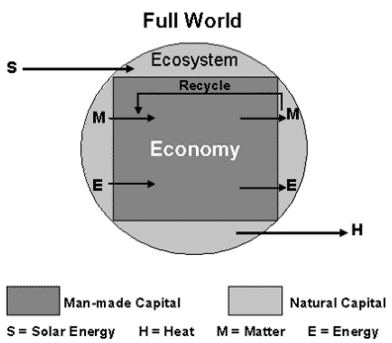 Full World
Ecosystem
S
Recycle
M M
Economy
E E
H
Man-made Capital Natural Capital
S = Solar Energy H = Heat M = Matter E = Energy